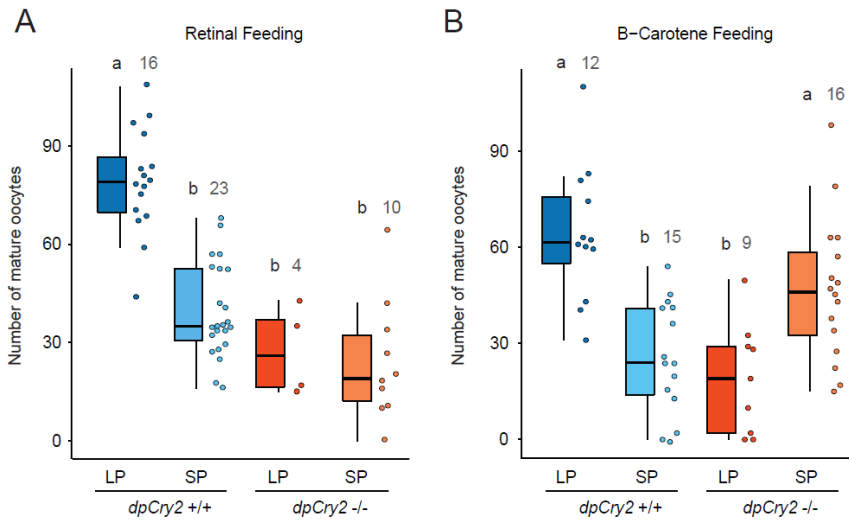 A
Retinal Feeding
a 16
b 23
b 4
b 10
Number of mature oocytes
90
60
30
0
LP SP LP SP
dpCry2 +/+ dpCry2 -/-
B
B−Carotene Feeding
a 12
b 15
b 9
a 16
Number of mature oocytes
90
60
30
0
LP SP LP SP
dpCry2 +/+ dpCry2 -/-